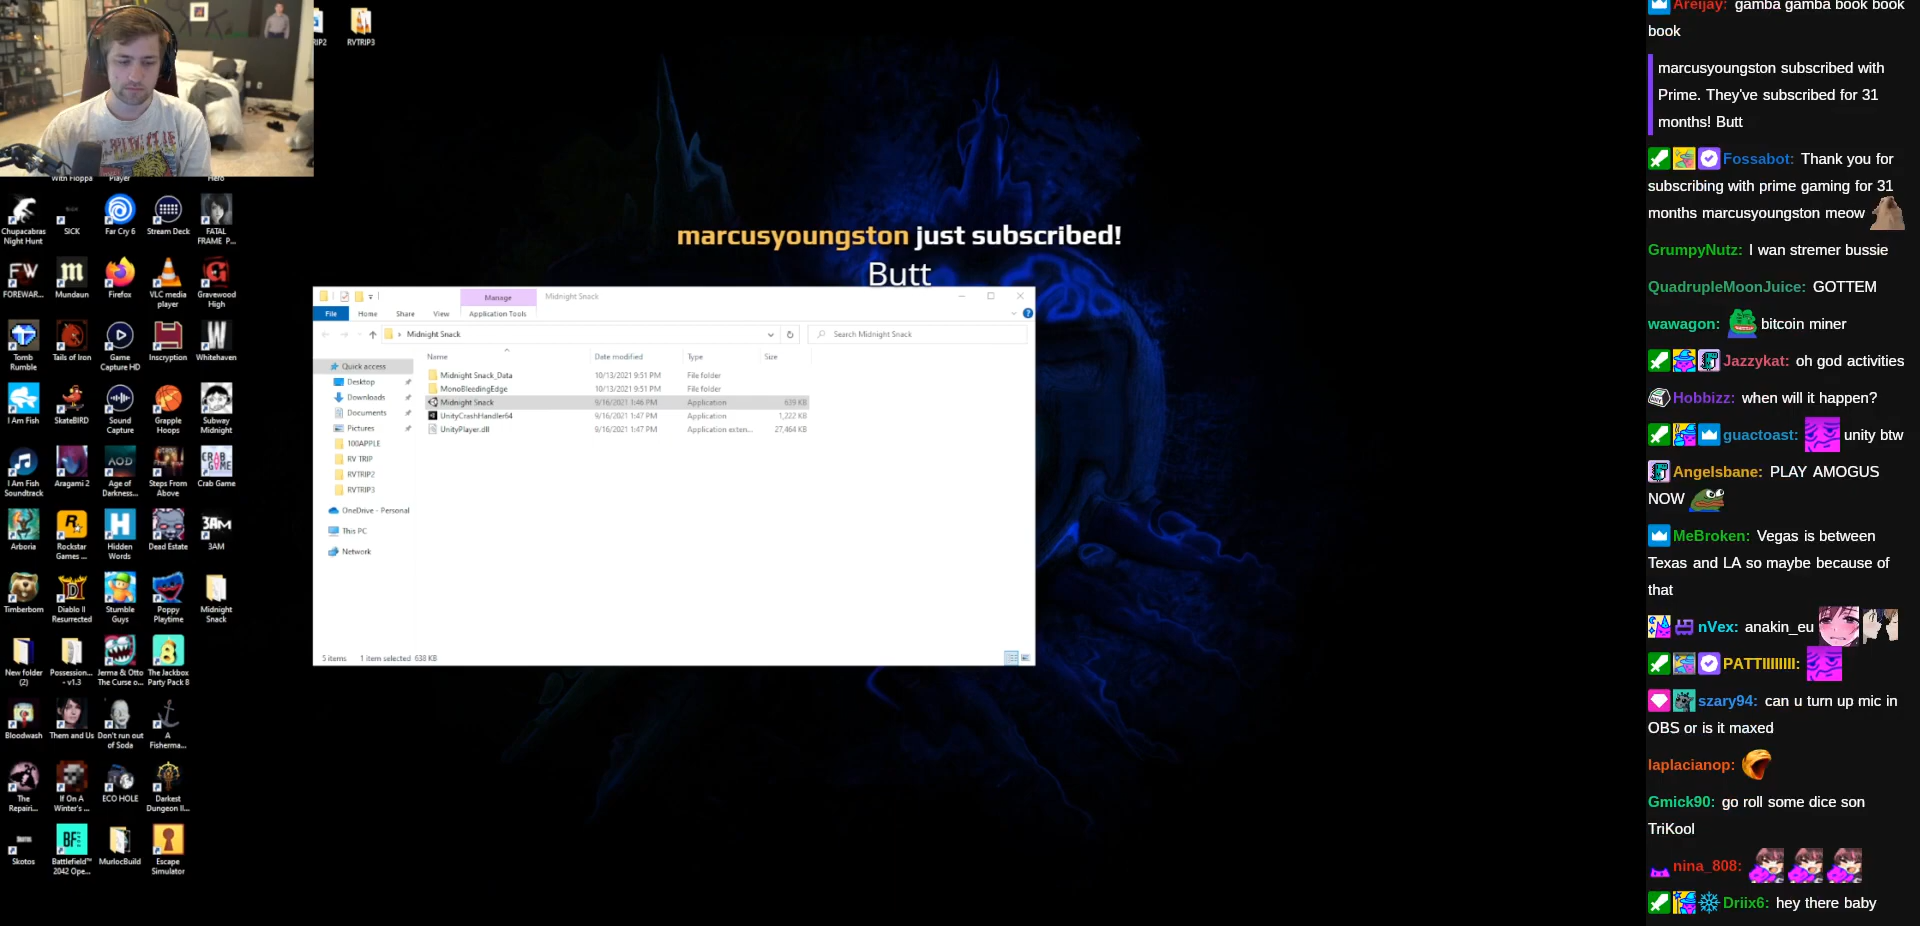 RVTRIP3
With Floppa
Player
Hero
Chupacabras Night Hunt
SICK
Far Cry 6
Stream Deck
FATAL FRAME P...
FOREWAR...
Mundaun
Firefox
VLC media player
Gravewood High
Tomb Rumble
Tails of Iron
Game Capture HD
Inscryption
Whitehaven
I Am Fish
SkateBIRD
Sound Capture
Grapple Hoops
Subway Midnight
I Am Fish Soundtrack
Aragami 2
Age of Darkness...
Steps From Above
Crab Game
Arboria
Rockstar Games ...
Hidden Words
Dead Estate
3AM
Timberborn
Diablo II Resurrected
Stumble Guys
Poppy Playtime
Midnight Snack
New folder (2)
Possession... - v1.3
Jerma & Otto The Curse o...
The Jackbox Party Pack 8
Bloodwash
Them and Us
Don't run out of Soda
A Fisherma...
The Repairi...
If On A Winter's ...
ECO HOLE
Darkest Dungeon II...
Skotos
Battlefield™ 2042 Ope...
MurlocBuild
Escape Simulator
marcusyoungston just subscribed!
Butt
Manage
Midnight Snack
File
Home
Share
View
Application Tools
Midnight Snack
Search Midnight Snack
Name
Date modified
Type
Size
Quick access
Desktop
Downloads
Documents
Pictures
100APPLE
RV TRIP
RVTRIP2
RVTRIP3
OneDrive - Personal
This PC
Network
Midnight Snack_Data 10/13/2021 9:51 PM File folder
MonoBleedingEdge 10/13/2021 9:51 PM File folder
Midnight Snack 9/16/2021 1:46 PM Application 639 KB
UnityCrashHandler64 9/16/2021 1:47 PM Application 1,222 KB
UnityPlayer.dll 9/16/2021 1:47 PM Application exten... 27,464 KB
5 items 1 item selected 638 KB
Areijay: gamba gamba book book
book
marcusyoungston subscribed with
Prime. They've subscribed for 31
months! Butt
Fossabot: Thank you for
subscribing with prime gaming for 31
months marcusyoungston meow
GrumpyNutz: I wan stremer bussie
QuadrupleMoonJuice: GOTTEM
wawagon: bitcoin miner
Jazzykat: oh god activities
Hobbizz: when will it happen?
guactoast: unity btw
Angelsbane: PLAY AMOGUS
NOW
MeBroken: Vegas is between
Texas and LA so maybe because of
that
nVex: anakin_eu
PATTIIIIIIII:
szary94: can u turn up mic in
OBS or is it maxed
laplacianop:
Gmick90: go roll some dice son
TriKool
nina_808:
Driix6: hey there baby